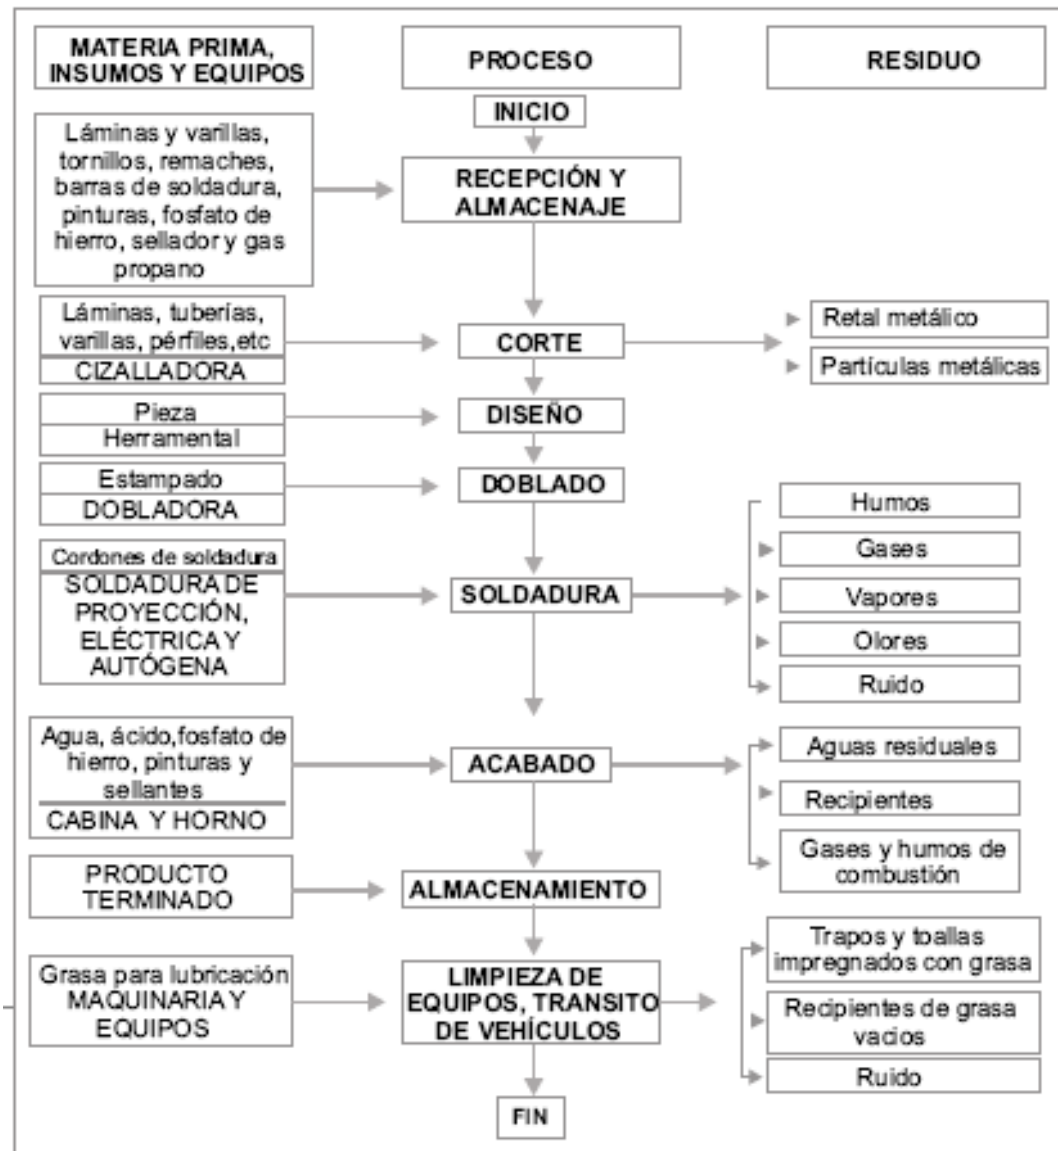 MATERIA PRIMA,
INSUMOS Y EQUIPOS
PROCESO
RESIDUO
INICIO
Láminas y varillas,
tornillos, remaches,
barras de soldadura,
pinturas, fosfato de
hierro, sellador y gas
propano
RECEPCIÓN Y
ALMACENAJE
Láminas, tuberías,
varillas, pérfiles,etc
CIZALLADORA
CORTE
Retal metálico
Partículas metálicas
Pieza
Herramental
DISEÑO
Estampado
DOBLADORA
DOBLADO
Cordones de soldadura
SOLDADURA DE
PROYECCIÓN,
ELÉCTRICA Y
AUTÓGENA
SOLDADURA
Humos
Gases
Vapores
Olores
Ruido
Agua, ácido,fosfato de
hierro, pinturas y
sellantes
CABINA Y HORNO
ACABADO
Aguas residuales
Recipientes
Gases y humos de
combustión
PRODUCTO
TERMINADO
ALMACENAMIENTO
Grasa para lubricación
MAQUINARIA Y
EQUIPOS
LIMPIEZA DE
EQUIPOS, TRANSITO
DE VEHÍCULOS
Trapos y toallas
impregnados con grasa
Recipientes de grasa
vacios
Ruido
FIN